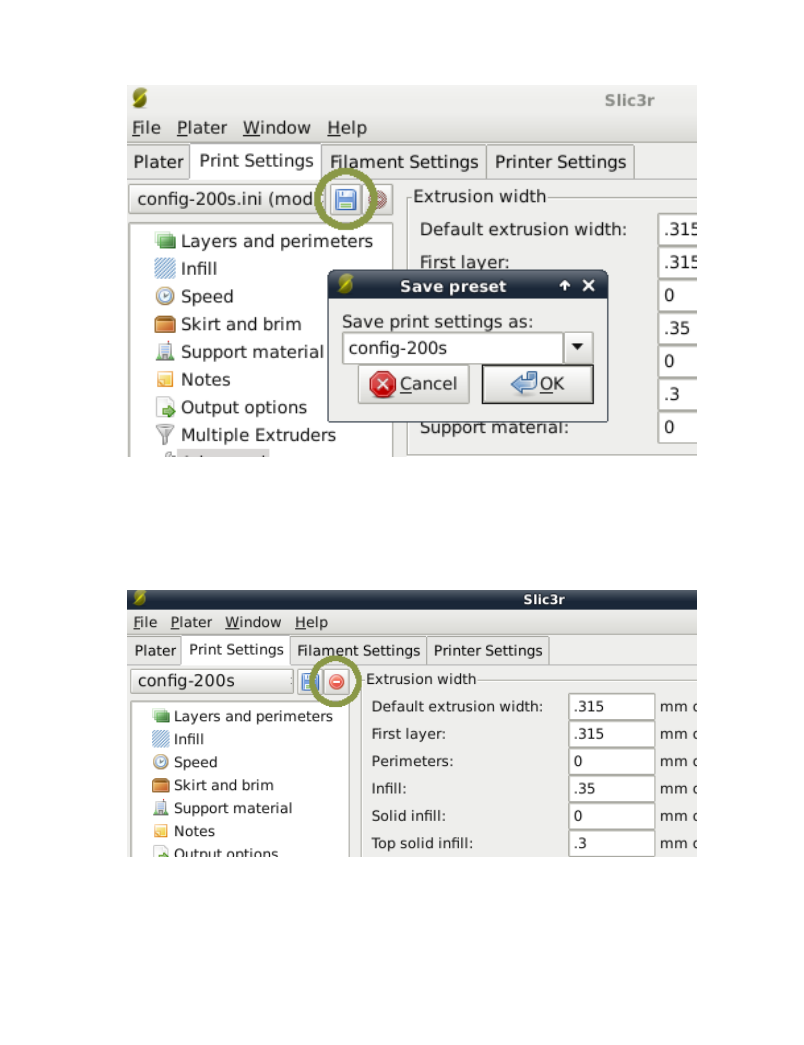 Slic3r
File Plater Window Help
Plater Print Settings Filament Settings Printer Settings
config-200s.ini (mod
Extrusion width
Layers and perimeters
Default extrusion width: .315
Infill
First layer: .315
Speed
0
Skirt and brim
.35
Support material
0
Notes
.3
Output options
Multiple Extruders
Support material: 0
Save preset
Save print settings as:
config-200s
Cancel OK
Slic3r
File Plater Window Help
Plater Print Settings Filament Settings Printer Settings
config-200s
Extrusion width
Layers and perimeters
Infill
Speed
Skirt and brim
Support material
Notes
Output options
Default extrusion width: .315 mm
First layer: .315 mm
Perimeters: 0 mm
Infill: .35 mm
Solid infill: 0 mm
Top solid infill: .3 mm